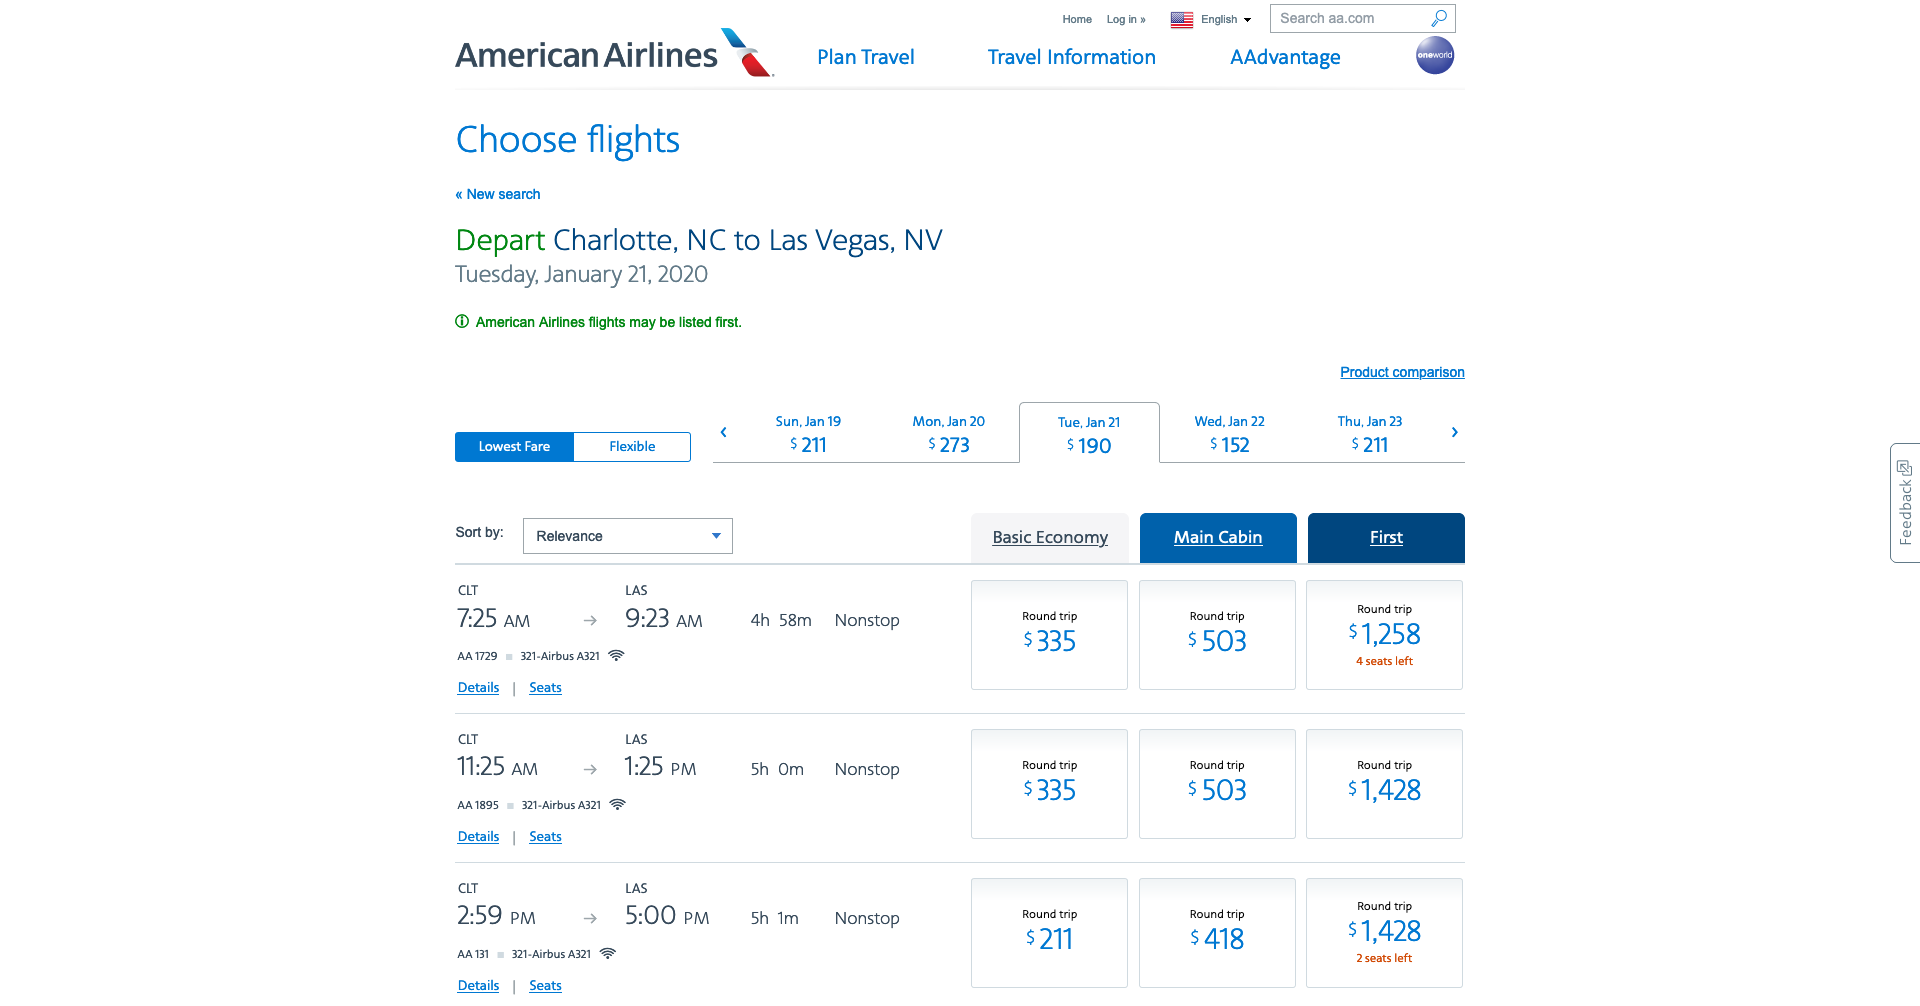 Home Log in » English Search aa.com
American Airlines Plan Travel Travel Information AAdvantage oneworld
Choose flights
« New search
Depart Charlotte, NC to Las Vegas, NV
Tuesday, January 21, 2020
American Airlines flights may be listed first.
Product comparison
Lowest Fare Flexible
Sun, Jan 19 Mon, Jan 20 Tue, Jan 21 Wed, Jan 22 Thu, Jan 23
$ 211 $ 273 $ 190 $ 152 $ 211
Feedback
Sort by: Relevance Basic Economy Main Cabin First
CLT LAS
7:25 AM → 9:23 AM 4h 58m Nonstop
AA 1729 321-Airbus A321
Details | Seats
Round trip
$ 335
Round trip
$ 503
Round trip
$ 1,258
4 seats left
CLT LAS
11:25 AM → 1:25 PM 5h 0m Nonstop
AA 1895 321-Airbus A321
Details | Seats
Round trip
$ 335
Round trip
$ 503
Round trip
$ 1,428
CLT LAS
2:59 PM → 5:00 PM 5h 1m Nonstop
AA 131 321-Airbus A321
Details | Seats
Round trip
$ 211
Round trip
$ 418
Round trip
$ 1,428
2 seats left